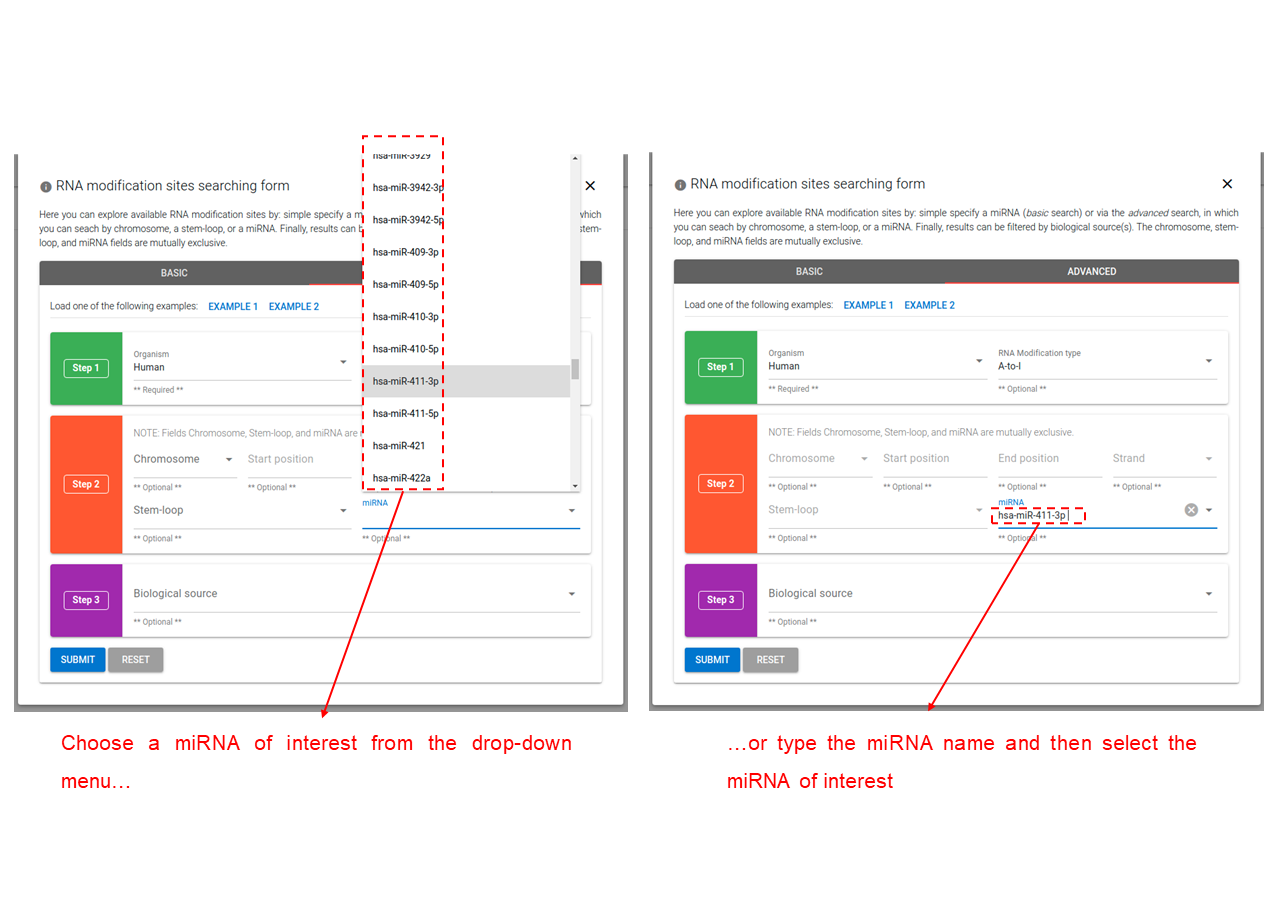 RNA modification sites searching form
Here you can explore available RNA modification sites by: simple specify a m
which
you can seach by chromosome, a stem-loop, or a miRNA. Finally, results can b
stem-
loop, and miRNA fields are mutually exclusive.
BASIC
Load one of the following examples: EXAMPLE 1 EXAMPLE 2
Step 1
Organism
Human
** Required **
Step 2
NOTE: Fields Chromosome, Stem-loop, and miRNA are
Chromosome
Start position
** Optional **
** Optional **
Stem-loop
miRNA
** Optional **
** Optional **
Step 3
Biological source
** Optional **
SUBMIT
RESET
hsa-miR-3929
hsa-miR-3942-3p
hsa-miR-3942-5p
hsa-miR-409-3p
hsa-miR-409-5p
hsa-miR-410-3p
hsa-miR-410-5p
hsa-miR-411-3p
hsa-miR-411-5p
hsa-miR-421
hsa-miR-422a
Choose a miRNA of interest from the drop-down
menu…
RNA modification sites searching form
Here you can explore available RNA modification sites by: simple specify a miRNA (basic search) or via the advanced search, in which
you can seach by chromosome, a stem-loop, or a miRNA. Finally, results can be filtered by biological source(s). The chromosome, stem-
loop, and miRNA fields are mutually exclusive.
BASIC
ADVANCED
Load one of the following examples: EXAMPLE 1 EXAMPLE 2
Step 1
Organism
Human
** Required **
RNA Modification type
A-to-I
** Optional **
Step 2
NOTE: Fields Chromosome, Stem-loop, and miRNA are mutually exclusive.
Chromosome
Start position
End position
Strand
** Optional **
** Optional **
** Optional **
** Optional **
Stem-loop
miRNA
hsa-miR-411-3p
** Optional **
** Optional **
Step 3
Biological source
** Optional **
SUBMIT
RESET
…or type the miRNA name and then select the
miRNA of interest